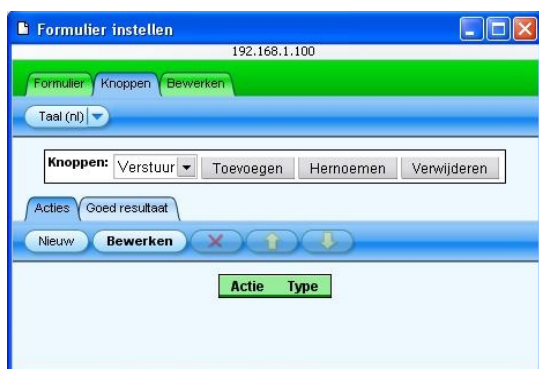 Formulier instellen
192.168.1.100
Formulier Knoppen Bewerken
Taal (nl)
Knoppen: Verstuur Toevoegen Hernoemen Verwijderen
Acties Goed resultaat
Nieuw Bewerken
Actie Type